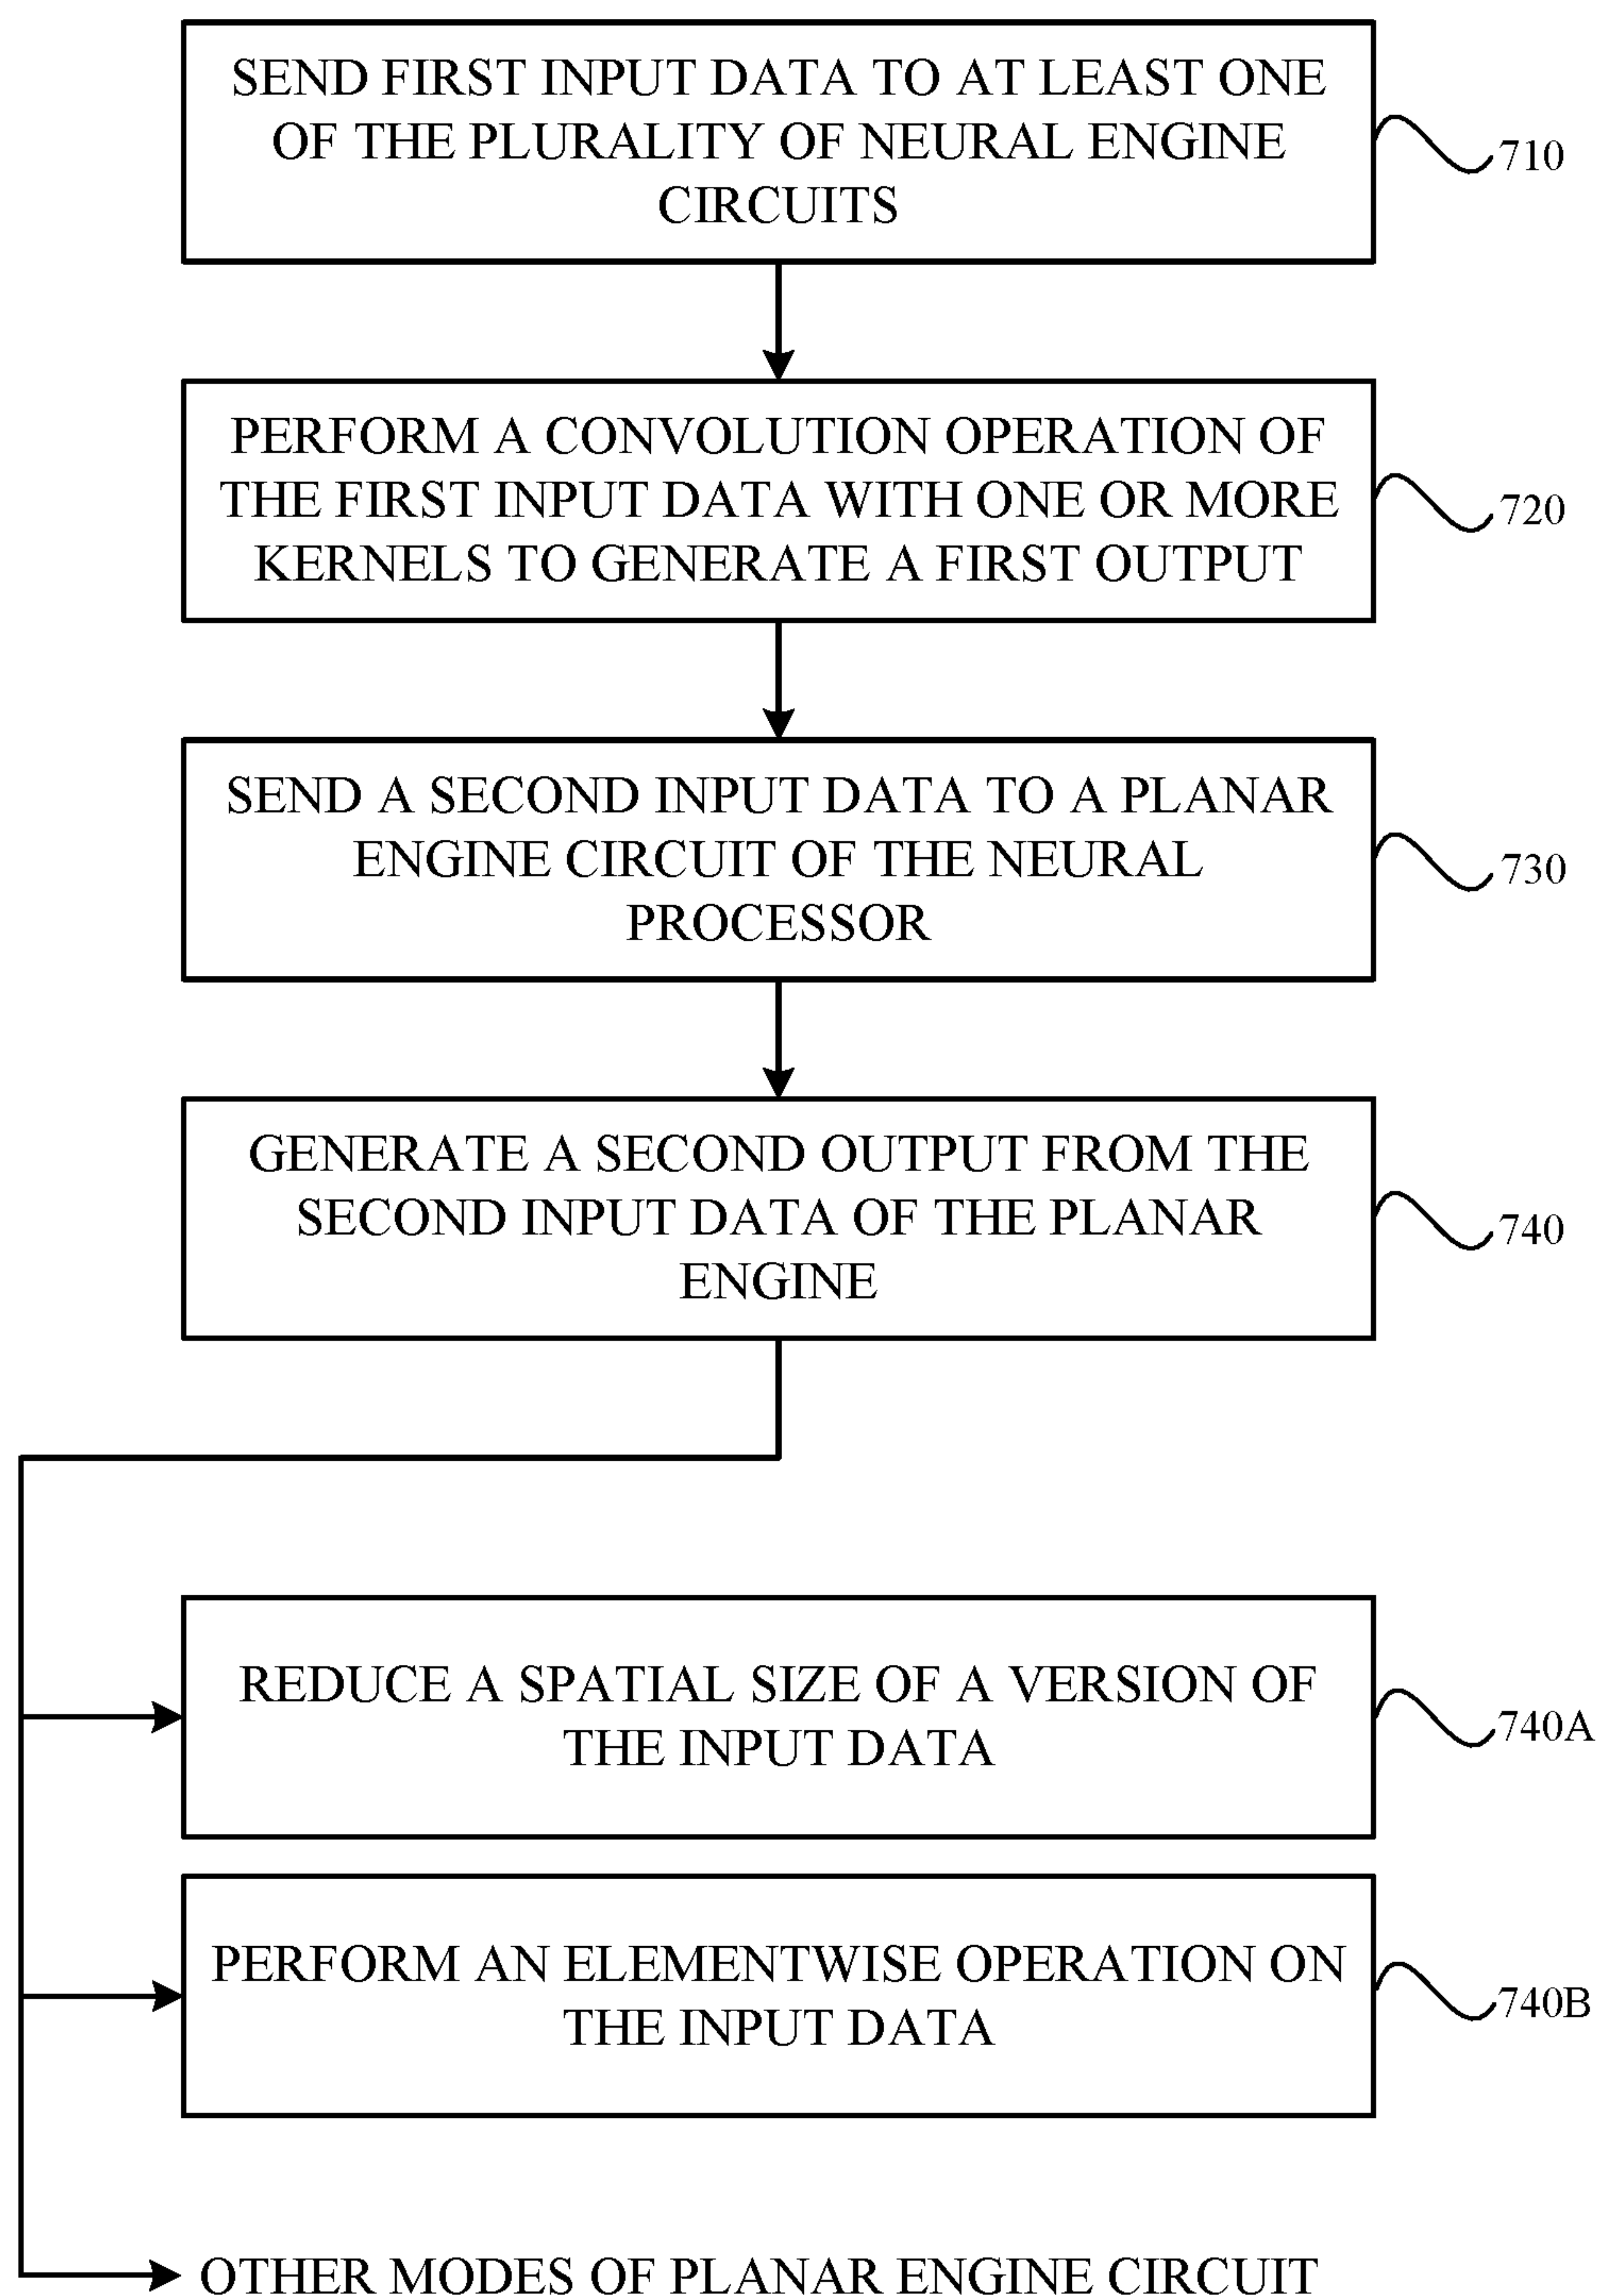 SEND FIRST INPUT DATA TO AT LEAST ONE
OF THE PLURALITY OF NEURAL ENGINE
CIRCUITS
710
PERFORM A CONVOLUTION OPERATION OF
THE FIRST INPUT DATA WITH ONE OR MORE
KERNELS TO GENERATE A FIRST OUTPUT
720
SEND A SECOND INPUT DATA TO A PLANAR
ENGINE CIRCUIT OF THE NEURAL
PROCESSOR
730
GENERATE A SECOND OUTPUT FROM THE
SECOND INPUT DATA OF THE PLANAR
ENGINE
740
REDUCE A SPATIAL SIZE OF A VERSION OF
THE INPUT DATA
740A
PERFORM AN ELEMENTWISE OPERATION ON
THE INPUT DATA
740B
OTHER MODES OF PLANAR ENGINE CIRCUIT